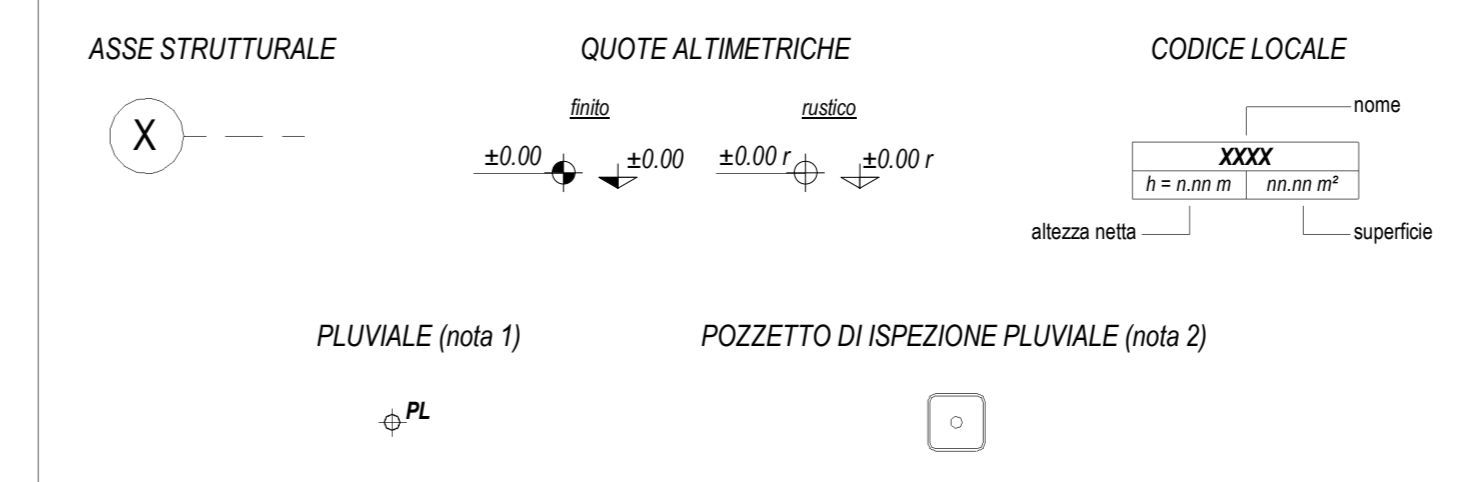 ASSE STRUTTURALE
X
QUOTE ALTIMETRICHE
finito
±0.00 ±0.00
rustico
±0.00 r ±0.00 r
CODICE LOCALE
nome
XXXX
h = n.nn m nn.nn m²
altezza netta superficie
PLUVIALE (nota 1)
PL
POZZETTO DI ISPEZIONE PLUVIALE (nota 2)